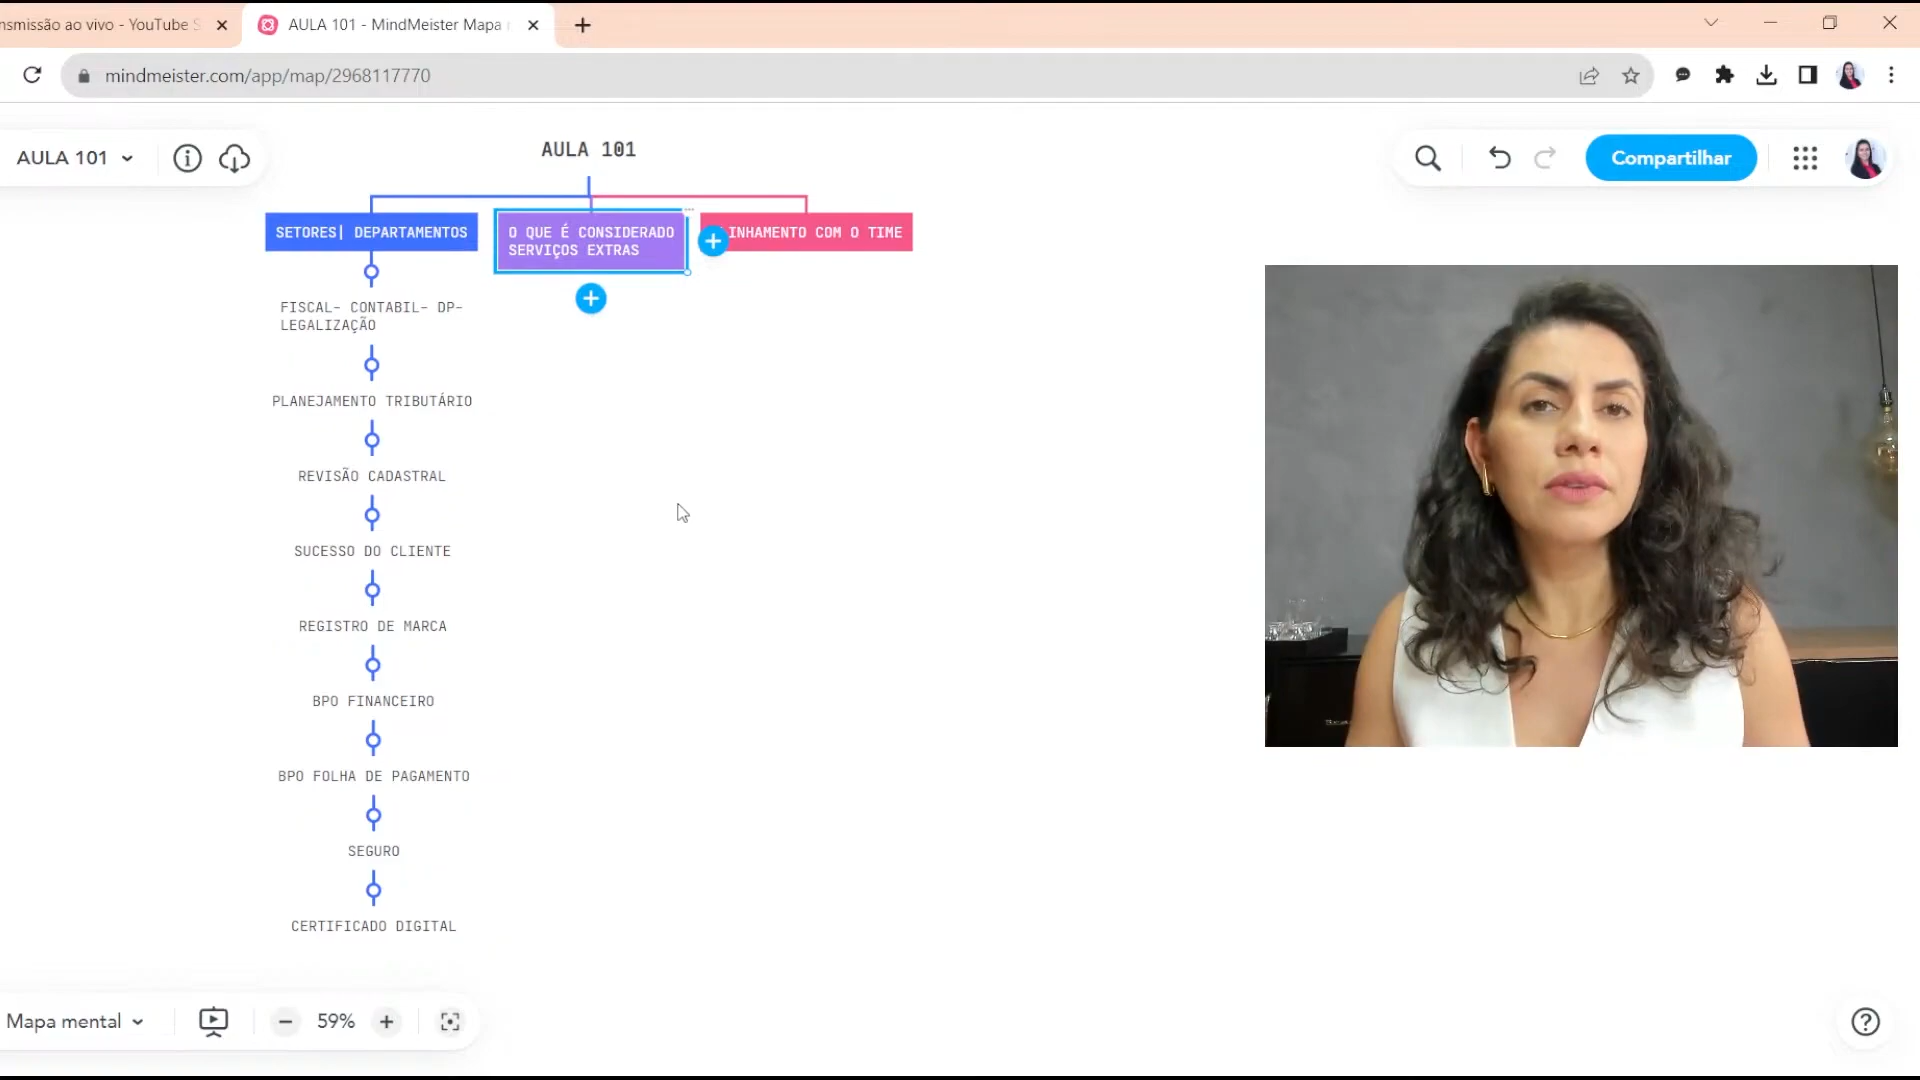 nsmissão ao vivo - YouTube S
AULA 101 - MindMeister Mapa
mindmeister.com/app/map/2968117770
AULA 101
Compartilhar
AULA 101
SETORES| DEPARTAMENTOS
O QUE É CONSIDERADO
SERVIÇOS EXTRAS
INHAMENTO COM O TIME
FISCAL- CONTABIL- DP-
LEGALIZAÇÃO
PLANEJAMENTO TRIBUTÁRIO
REVISÃO CADASTRAL
SUCESSO DO CLIENTE
REGISTRO DE MARCA
BPO FINANCEIRO
BPO FOLHA DE PAGAMENTO
SEGURO
CERTIFICADO DIGITAL
Mapa mental
59%